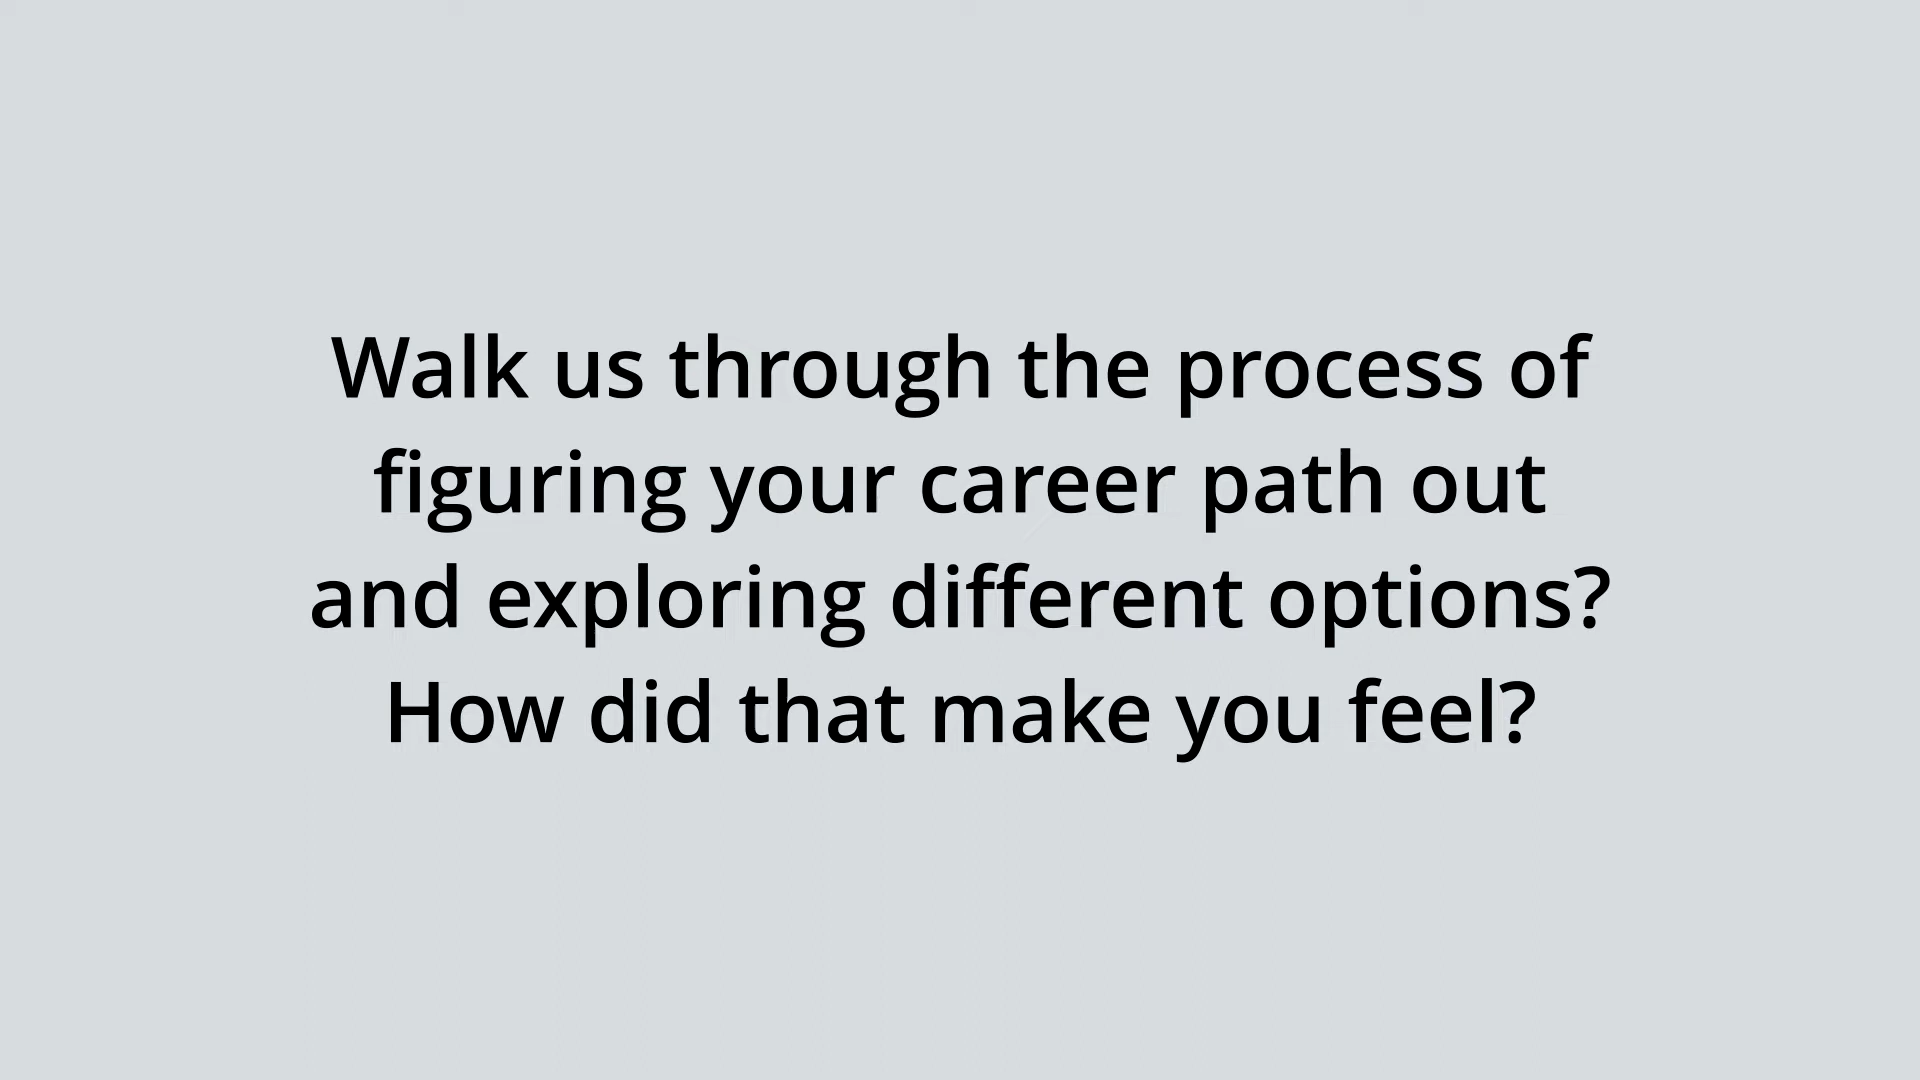 Walk us through the process of
figuring your career path out
and exploring different options?
How did that make you feel?